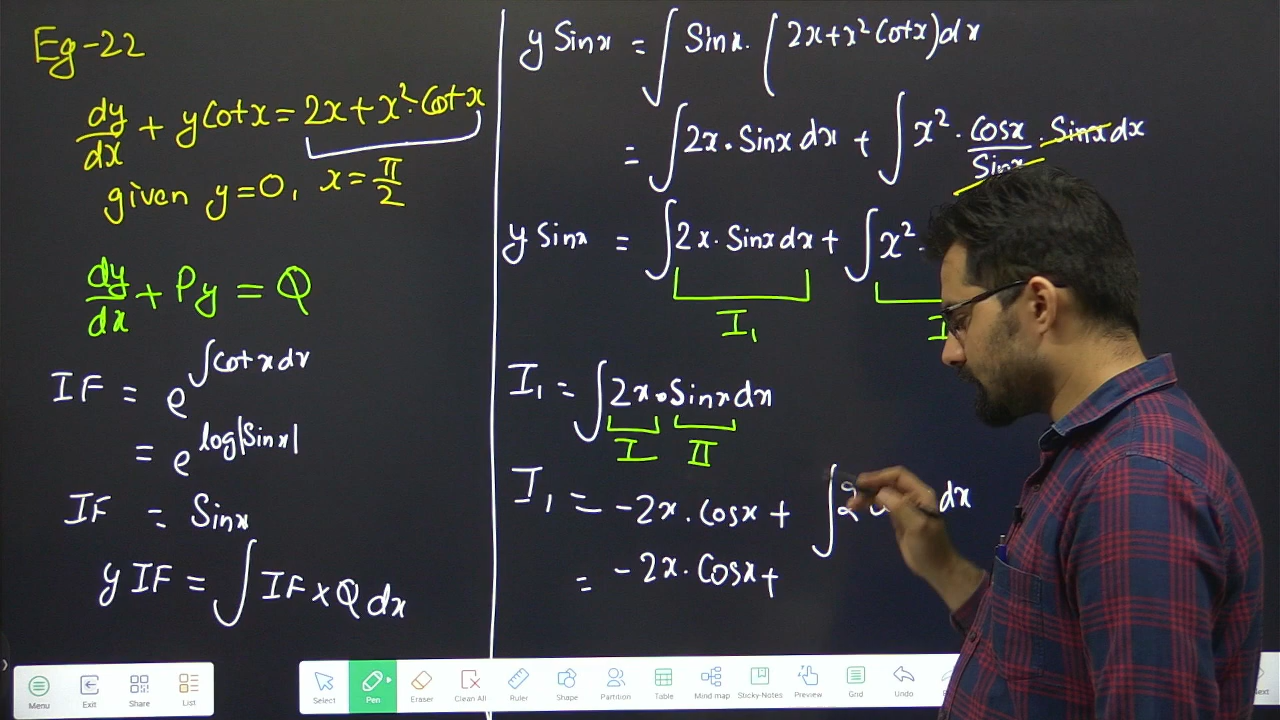 Eg-22
dy/dx + y Cot x = 2x + x². Cot x
given y=0, x = π/2
dy/dx + Py = Q
IF = e^∫Cot x dx
= e^log|Sin x|
IF = Sin x
y IF = ∫ IF × Q dx
y Sin x = ∫ Sin x. (2x + x² Cot x) dx
= ∫ 2x. Sin x dx + ∫ x². Cos x/Sin x . Sin x dx
y Sin x = ∫ 2x. Sin x dx + ∫ x².
I₁
I₁ = ∫ 2x. Sin x dx
I II
I₁ = -2x. Cos x + ∫ 2 dx
= -2x. Cos x +
Menu Exit Share List Select Pen Eraser Clean All Ruler Shape Partition Table Mind map Sticky-Notes Preview Grid Undo